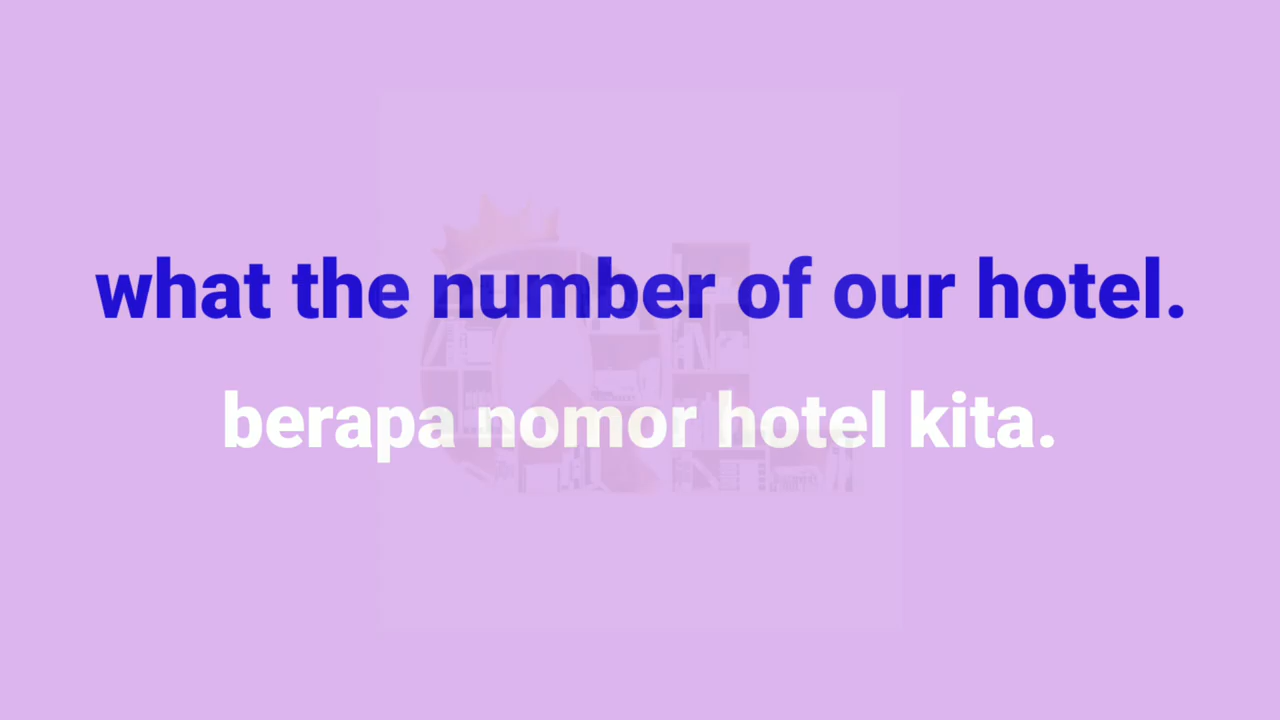 what the number of our hotel.
berapa nomor hotel kita.